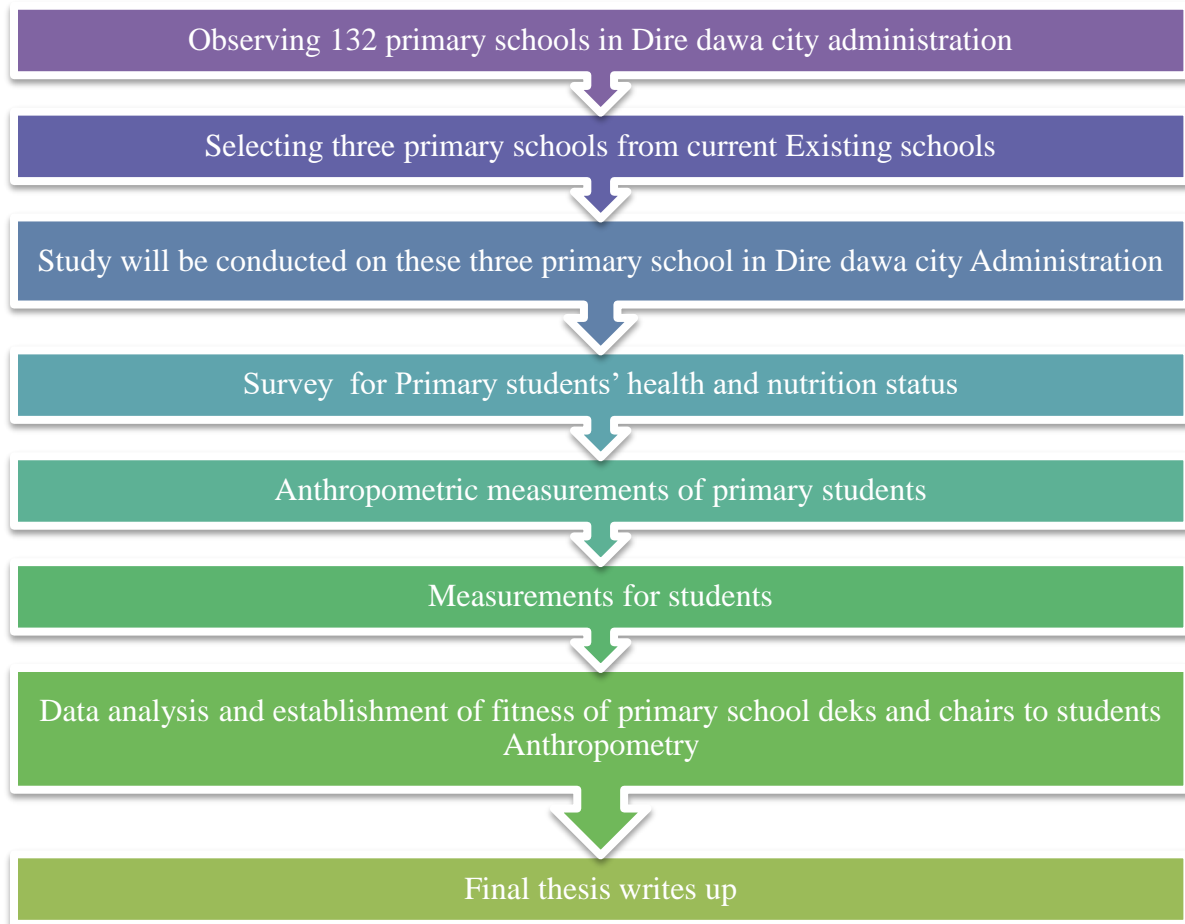 Observing 132 primary schools in Dire dawa city administration
Selecting three primary schools from current Existing schools
Study will be conducted on these three primary school in Dire dawa city Administration
Survey for Primary students’ health and nutrition status
Anthropometric measurements of primary students
Measurements for students
Data analysis and establishment of fitness of primary school deks and chairs to students
Anthropometry
Final thesis writes up